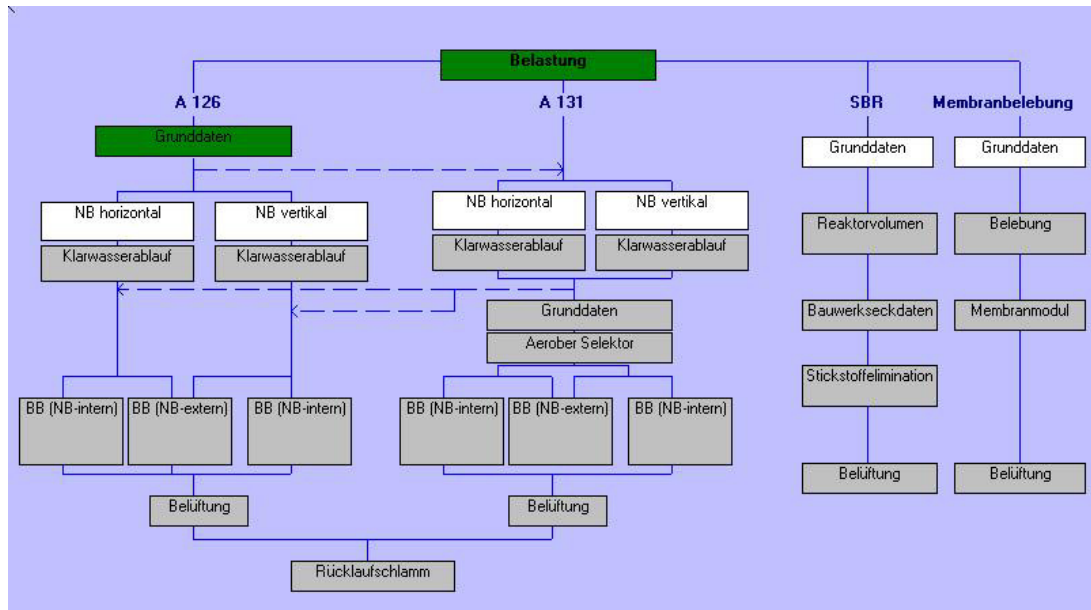 Belastung
A 126
A 131
SBR
Membranbelebung
Grunddaten
Grunddaten
Grunddaten
NB horizontal
NB vertikal
NB horizontal
NB vertikal
Klarwasserablauf
Klarwasserablauf
Klarwasserablauf
Klarwasserablauf
Reaktorvolumen
Belebung
Grunddaten
Aerober Selektor
Bauwerkseckdaten
Membranmodul
Stickstoffelimination
BB (NB-intern)
BB (NB-extern)
BB (NB-intern)
BB (NB-intern)
BB (NB-extern)
BB (NB-intern)
Belüftung
Belüftung
Belüftung
Belüftung
Rücklaufschlamm